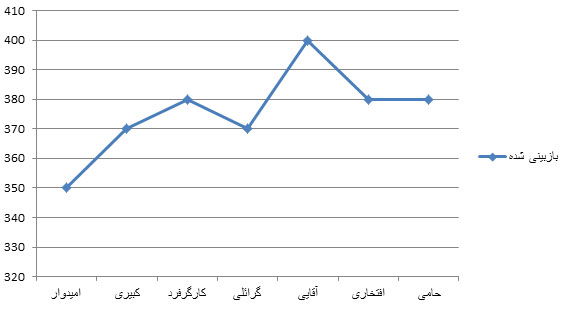 410
400
390
380
370
360
350
340
330
320
امیدوار
کبیری
کارگرفرد
گرائلی
آقایی
افتخاری
حامی
بازبینی شده